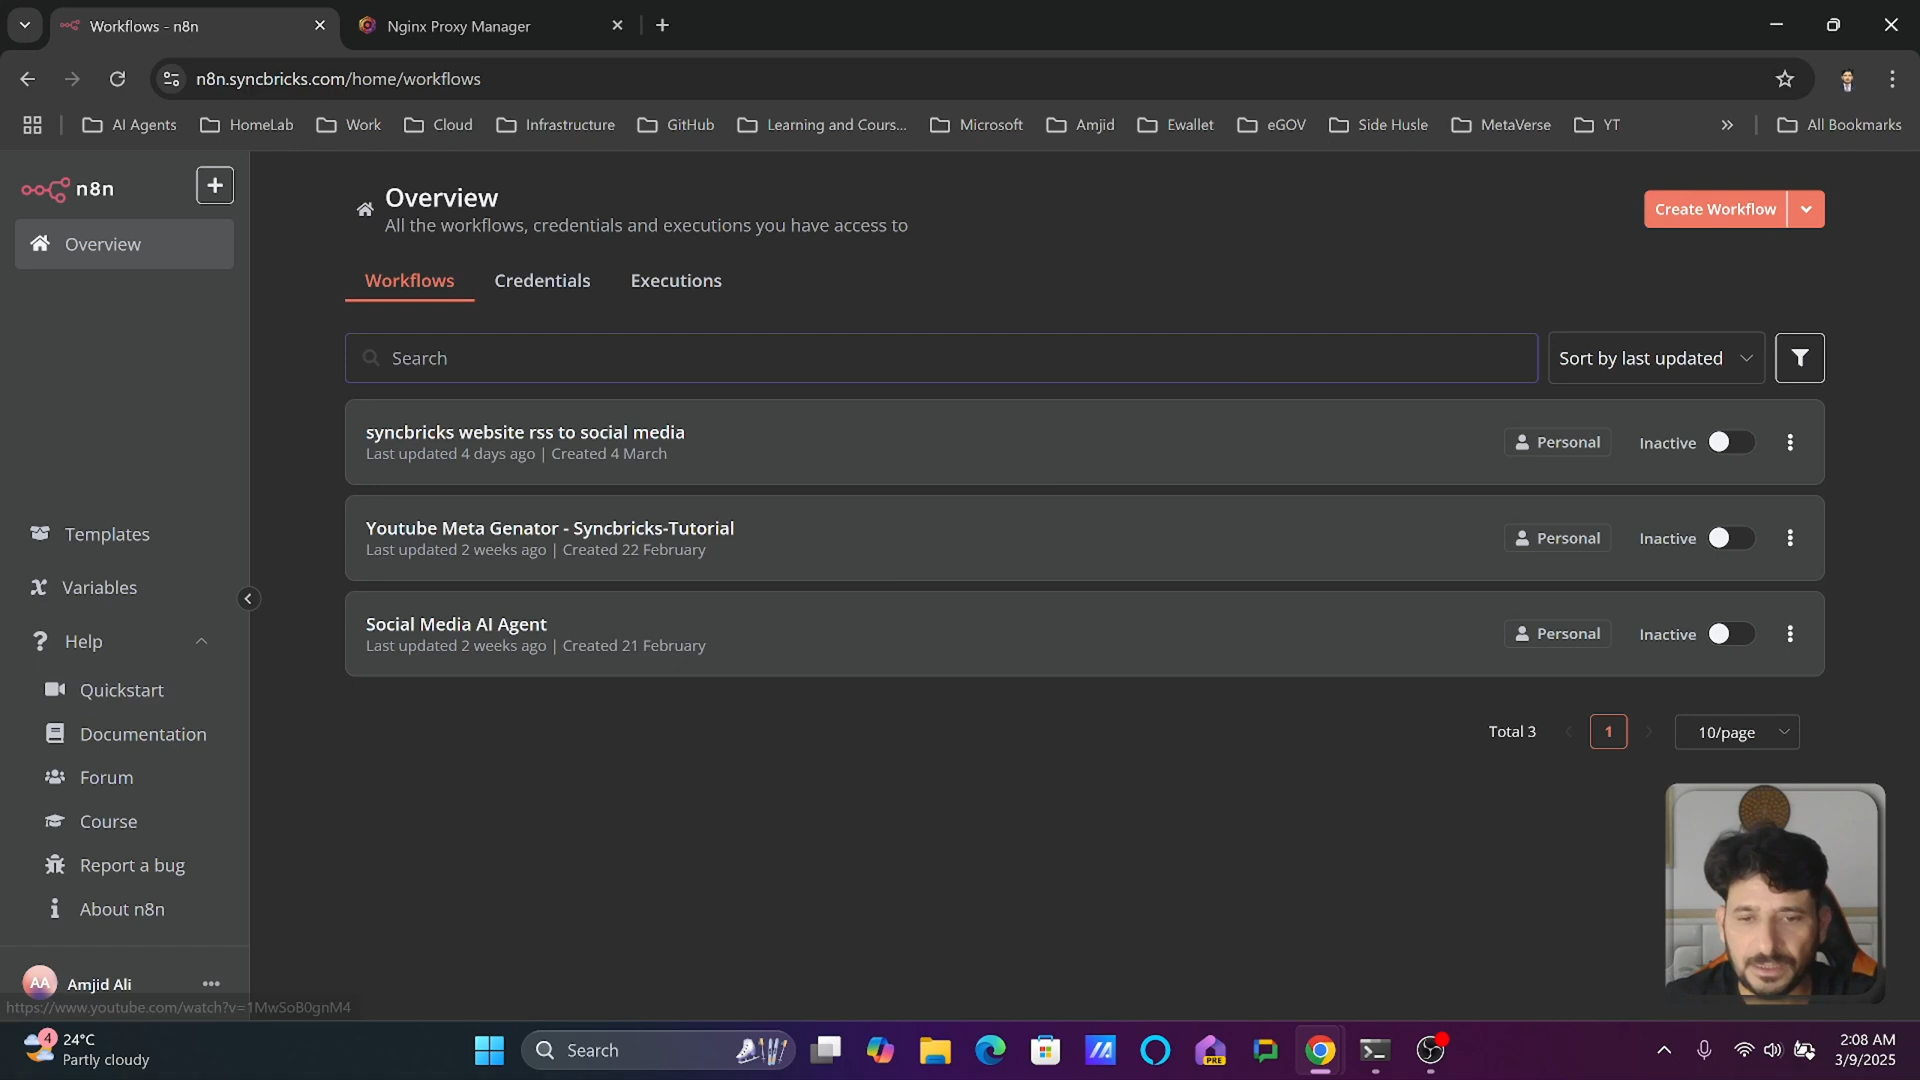 Workflows - n8n
Nginx Proxy Manager
n8n.syncbricks.com/home/workflows
AI Agents
HomeLab
Work
Cloud
Infrastructure
GitHub
Learning and Cours...
Microsoft
Amjid
Ewallet
eGOV
Side Husle
MetaVerse
YT
All Bookmarks
n8n
Overview
Templates
Variables
Help
Quickstart
Documentation
Forum
Course
Report a bug
About n8n
AA
Amjid Ali
https://www.youtube.com/watch?v=1MwSoB0gnM4
Overview
All the workflows, credentials and executions you have access to
Create Workflow
Workflows
Credentials
Executions
Search
Sort by last updated
syncbricks website rss to social media
Last updated 4 days ago | Created 4 March
Personal
Inactive
Youtube Meta Genator - Syncbricks-Tutorial
Last updated 2 weeks ago | Created 22 February
Personal
Inactive
Social Media AI Agent
Last updated 2 weeks ago | Created 21 February
Personal
Inactive
Total 3
1
10/page
4
24°C
Partly cloudy
Search
PRE
2:08 AM
3/9/2025